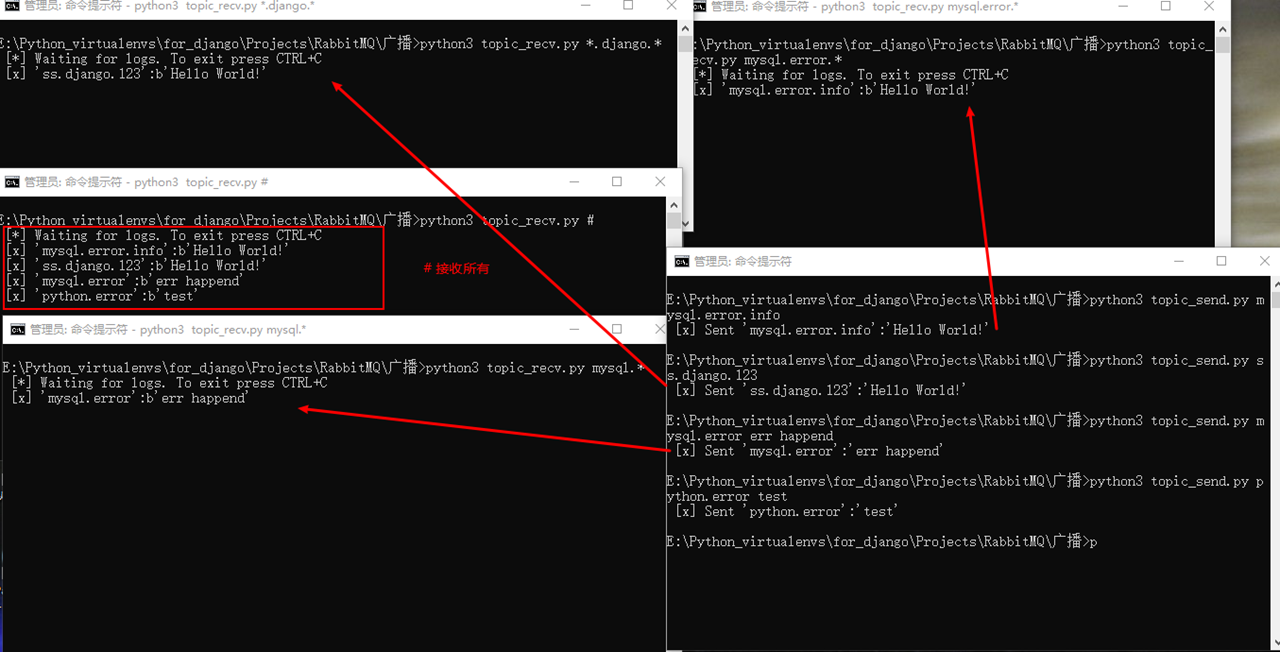 管理员: 命令提示符 - python3  topic_recv.py *.django.*
E:\Python_virtualenvs\for_django\Projects\RabbitMQ\广播>python3 topic_recv.py *.django.*
[*] Waiting for logs. To exit press CTRL+C
[x] 'ss.django.123':b'Hello World!'
管理员: 命令提示符 - python3  topic_recv.py mysql.error.*
:\Python_virtualenvs\for_django\Projects\RabbitMQ\广播>python3 topic_
ecv.py mysql.error.*
[*] Waiting for logs. To exit press CTRL+C
[x] 'mysql.error.info':b'Hello World!'
管理员: 命令提示符 - python3  topic_recv.py #
E:\Python_virtualenvs\for_django\Projects\RabbitMQ\广播>python3 topic_recv.py #
[*] Waiting for logs. To exit press CTRL+C
[x] 'mysql.error.info':b'Hello World!'
[x] 'ss.django.123':b'Hello World!'
[x] 'mysql.error':b'err happend'
[x] 'python.error':b'test'
# 接收所有
管理员: 命令提示符 - python3  topic_recv.py mysql.*
E:\Python_virtualenvs\for_django\Projects\RabbitMQ\广播>python3 topic_recv.py mysql.*
[*] Waiting for logs. To exit press CTRL+C
[x] 'mysql.error':b'err happend'
管理员: 命令提示符
E:\Python_virtualenvs\for_django\Projects\RabbitMQ\广播>python3 topic_send.py m
ysql.error.info
[x] Sent 'mysql.error.info':'Hello World!'
E:\Python_virtualenvs\for_django\Projects\RabbitMQ\广播>python3 topic_send.py s
s.django.123
[x] Sent 'ss.django.123':'Hello World!'
E:\Python_virtualenvs\for_django\Projects\RabbitMQ\广播>python3 topic_send.py m
ysql.error err happend
[x] Sent 'mysql.error':'err happend'
E:\Python_virtualenvs\for_django\Projects\RabbitMQ\广播>python3 topic_send.py p
ython.error test
[x] Sent 'python.error':'test'
E:\Python_virtualenvs\for_django\Projects\RabbitMQ\广播>p